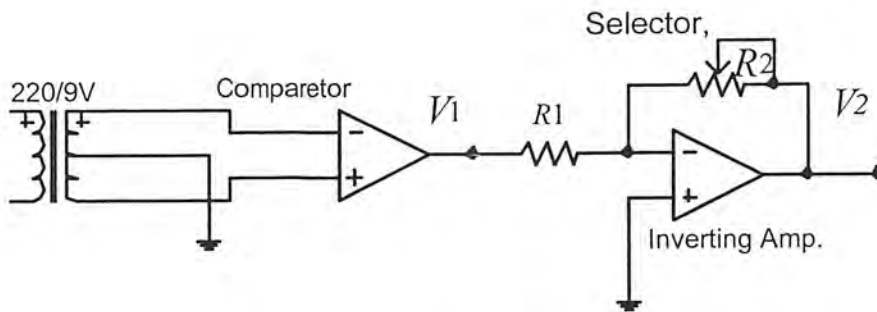 Selector,
R2
220/9V
Comparetor
V1
R1
V2
+
+
-
+
-
+
Inverting Amp.